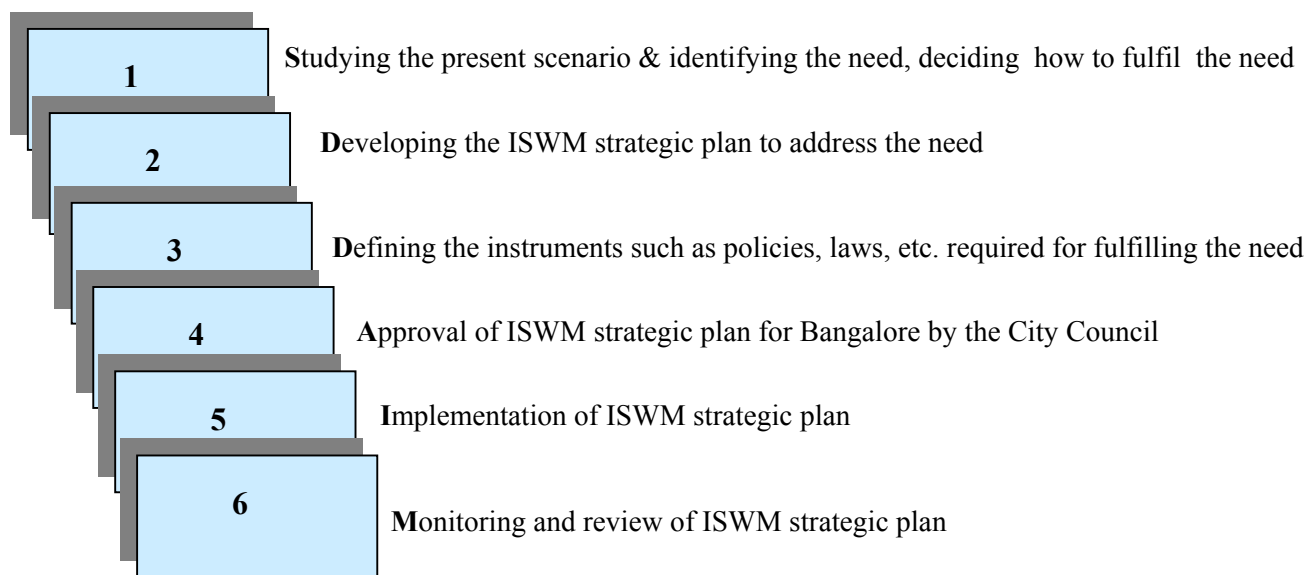 1
Studying the present scenario & identifying the need, deciding how to fulfil the need
2
Developing the ISWM strategic plan to address the need
3
Defining the instruments such as policies, laws, etc. required for fulfilling the need
4
Approval of ISWM strategic plan for Bangalore by the City Council
5
Implementation of ISWM strategic plan
6
Monitoring and review of ISWM strategic plan